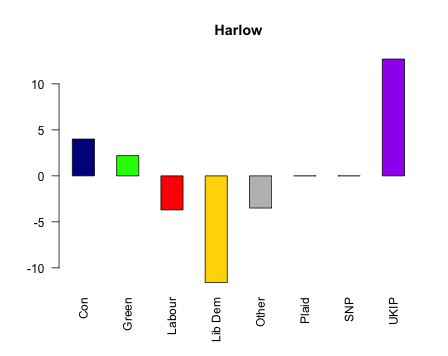 Harlow
10
5
0
-5
-10
Con
Green
Labour
Lib Dem
Other
Plaid
SNP
UKIP